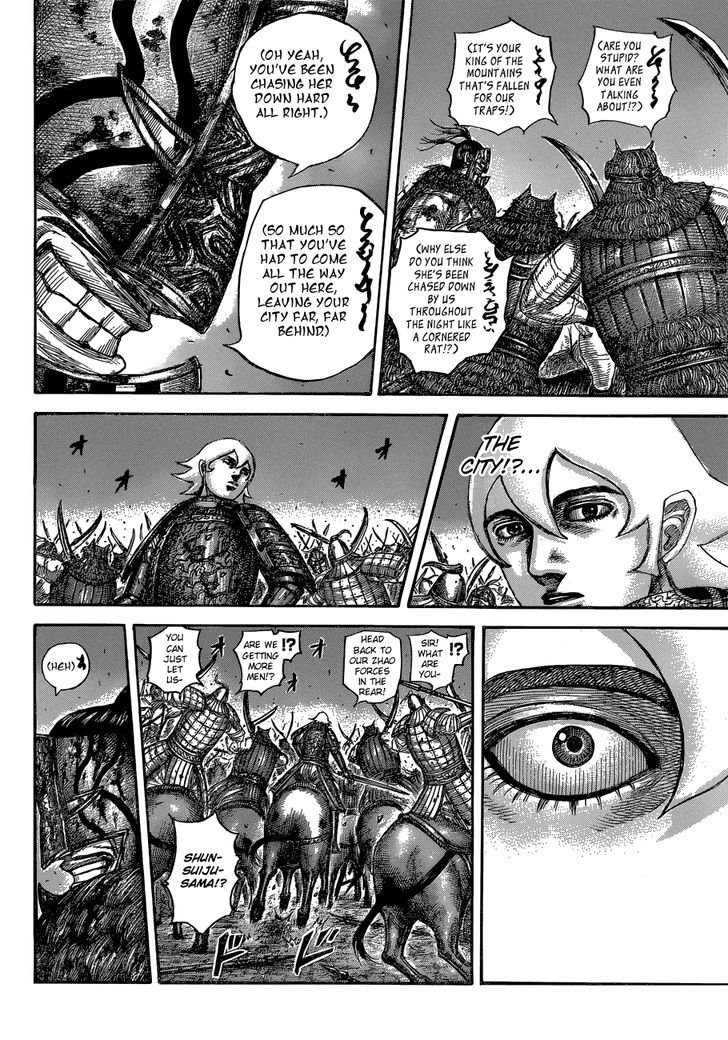 (ARE YOU
STUPID?
WHAT ARE
YOU EVEN
TALKING
ABOUT!?)
(IT'S YOUR
KING OF THE
MOUNTAINS
THAT'S FALLEN
FOR OUR
TRAPS!)
(WHY ELSE
DO YOU THINK
SHE'S BEEN
CHASED DOWN
BY US
THROUGHOUT
THE NIGHT LIKE
A CORNERED
RAT!?)
(OH YEAH,
YOU'VE BEEN
CHASING HER
DOWN HARD
ALL RIGHT.)
(SO MUCH SO
THAT YOU'VE
HAD TO COME
ALL THE WAY
OUT HERE,
LEAVING YOUR
CITY FAR, FAR
BEHIND.)
THE
CITY!?...
SIR!
WHAT
ARE
YOU-
!?
HEAD
BACK TO
OUR ZHAO
FORCES
IN THE
REAR!
ARE WE
GETTING
MORE
MEN!?
!?
YOU
CAN
JUST
LET
US-
SHUN-
SUIJU-
SAMA!?
ドド
(HEH)